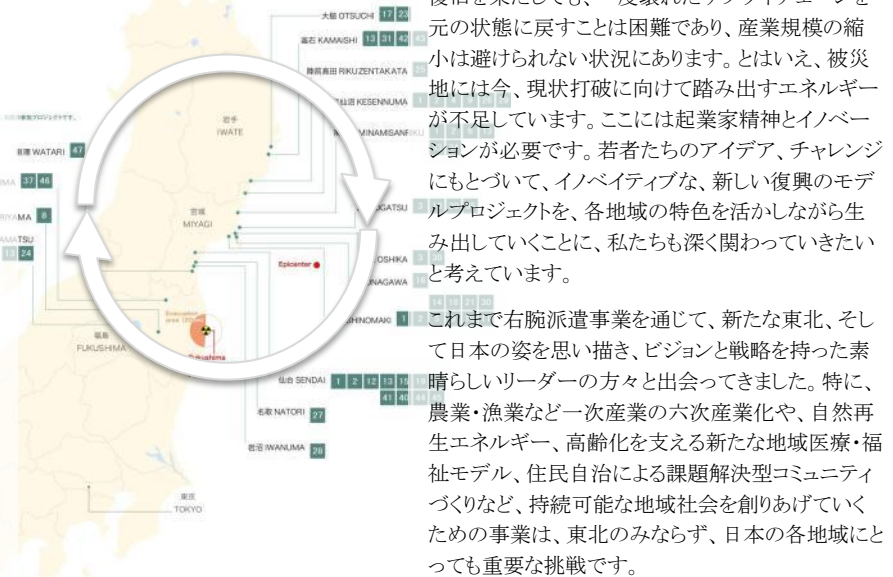 大槌 OTSUCHI 17 23
釜石 KAMAISHI 13 31 42 43
陸前高田 RIKUZENTAKATA 25
仙沼 KESENNUMA
MINAMISANRIKU
岩手
IWATE
亘理 WATARI 47
37 46
8
13 24
宮城
MIYAGI
OSHIKA
Epicenter
14 18 21 30
1 2
Evacuation
福島
FUKUSHIMA
Fukushima
仙台 SENDAI 1 2 12 13 15 19
41 40 44 45
名取 NATORI 27
岩沼 IWANUMA 28
東京
TOKYO
元の状態に戻すことは困難であり、産業規模の縮
小は避けられない状況にあります。とはいえ、被災
地には今、現状打破に向けて踏み出すエネルギー
が不足しています。ここには起業家精神とイノベー
ションが必要です。若者たちのアイデア、チャレンジ
にもとづいて、イノベイティブな、新しい復興のモデ
ルプロジェクトを、各地域の特色を活かしながら生
み出していくことに、私たちも深く関わっていきたい
と考えています。
これまで右腕派遣事業を通じて、新たな東北、そし
て日本の姿を思い描き、ビジョンと戦略を持った素
晴らしいリーダーの方々と出会ってきました。特に、
農業・漁業など一次産業の六次産業化や、自然再
生エネルギー、高齢化を支える新たな地域医療・福
祉モデル、住民自治による課題解決型コミュニティ
づくりなど、持続可能な地域社会を創りあげていく
ための事業は、東北のみならず、日本の各地域にと
っても重要な挑戦です。